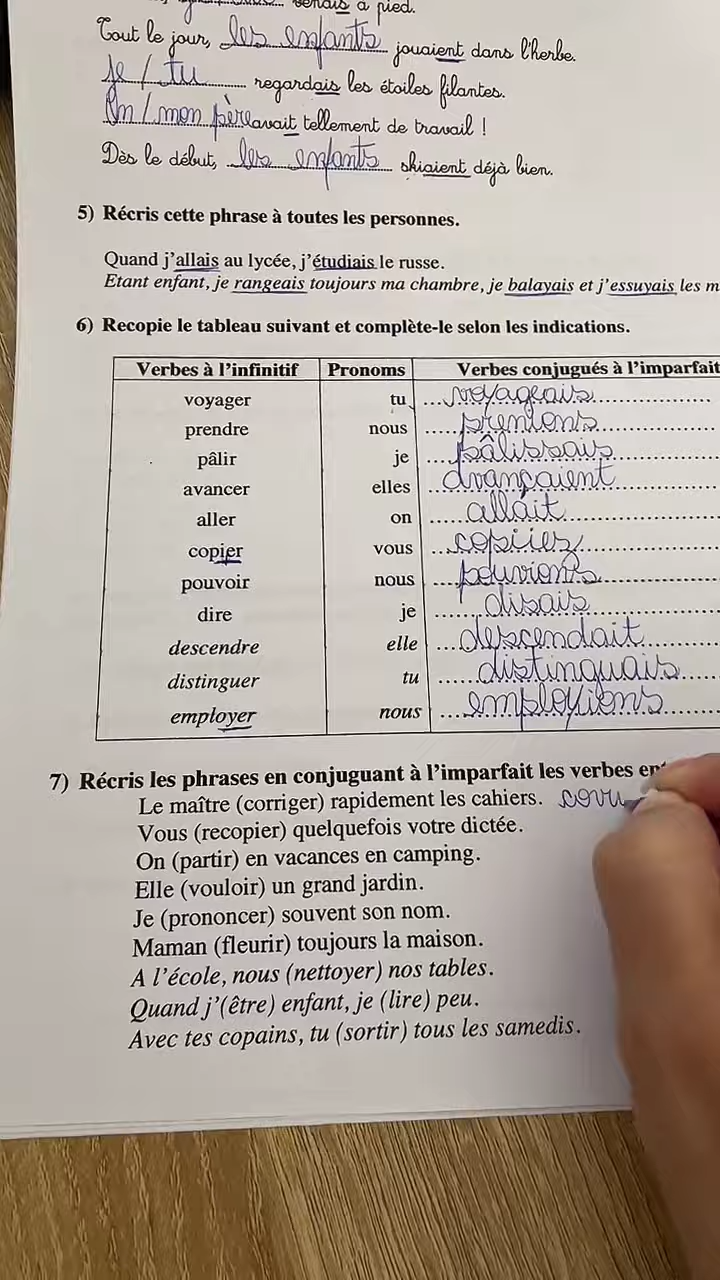 à pied.
Tout le jour, les enfants jouaient dans l'herbe.
je / tu regardais les étoiles filantes.
On / mon père avait tellement de travail !
Dès le début, les enfants skiaient déjà bien.
5) Récris cette phrase à toutes les personnes.
Quand j'allais au lycée, j'étudiais le russe.
Etant enfant, je rangeais toujours ma chambre, je balayais et j'essuyais les m
6) Recopie le tableau suivant et complète-le selon les indications.
Verbes à l'infinitif Pronoms Verbes conjugués à l'imparfait
voyager tu voyageais
prendre nous prenions
pâlir je pâlissais
avancer elles avançaient
aller on allait
copier vous copiiez
pouvoir nous pouvions
dire je disais
descendre elle descendait
distinguer tu distinguais
employer nous employions
7) Récris les phrases en conjuguant à l'imparfait les verbes en
Le maître (corriger) rapidement les cahiers.
Vous (recopier) quelquefois votre dictée.
On (partir) en vacances en camping.
Elle (vouloir) un grand jardin.
Je (prononcer) souvent son nom.
Maman (fleurir) toujours la maison.
A l'école, nous (nettoyer) nos tables.
Quand j'(être) enfant, je (lire) peu.
Avec tes copains, tu (sortir) tous les samedis.